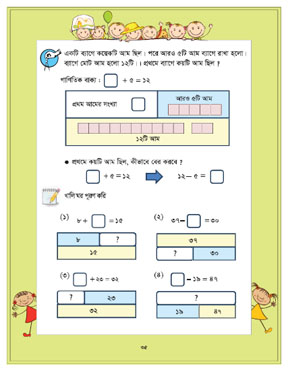 একটি ব্যাগে কয়েকটি আম ছিল। পরে আরও ৫টি আম ব্যাগে রাখা হলো।
ব্যাগে মোট আম হলো ১২টি। । প্রথমে ব্যাগে কয়টি আম ছিল ?
গাণিতিক বাক্য : + ৫ = ১২
প্রথম আমের সংখ্যা
আরও ৫টি আম
১২টি আম
● প্রথমে কয়টি আম ছিল, কীভাবে বের করবে ?
+ ৫ = ১২ ১২ – ৫ =
খালি ঘর পূরণ করি
(১) ৮ + = ১৫ (২) ৩৭ – = ৩০
৮ ? ৩৭
১৫ ? ৩০
(৩) + ২৩ = ৩২ (৪) – ১৯ = ৪৭
? ২৩ ?
৩২ ১৯ ৪৭